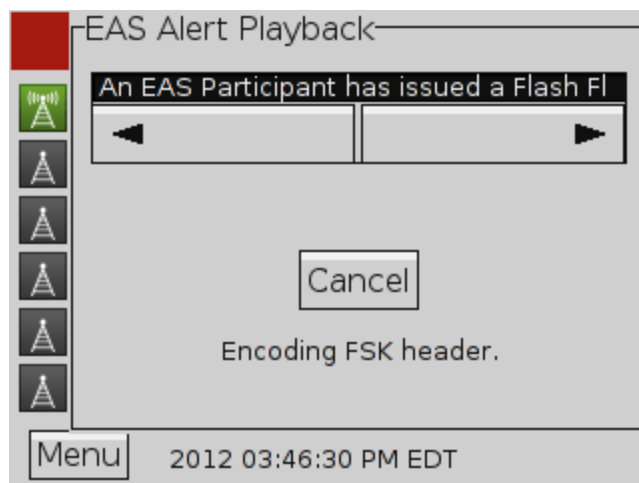 EAS Alert Playback
An EAS Participant has issued a Flash Fl
Cancel
Encoding FSK header.
Menu
2012 03:46:30 PM EDT